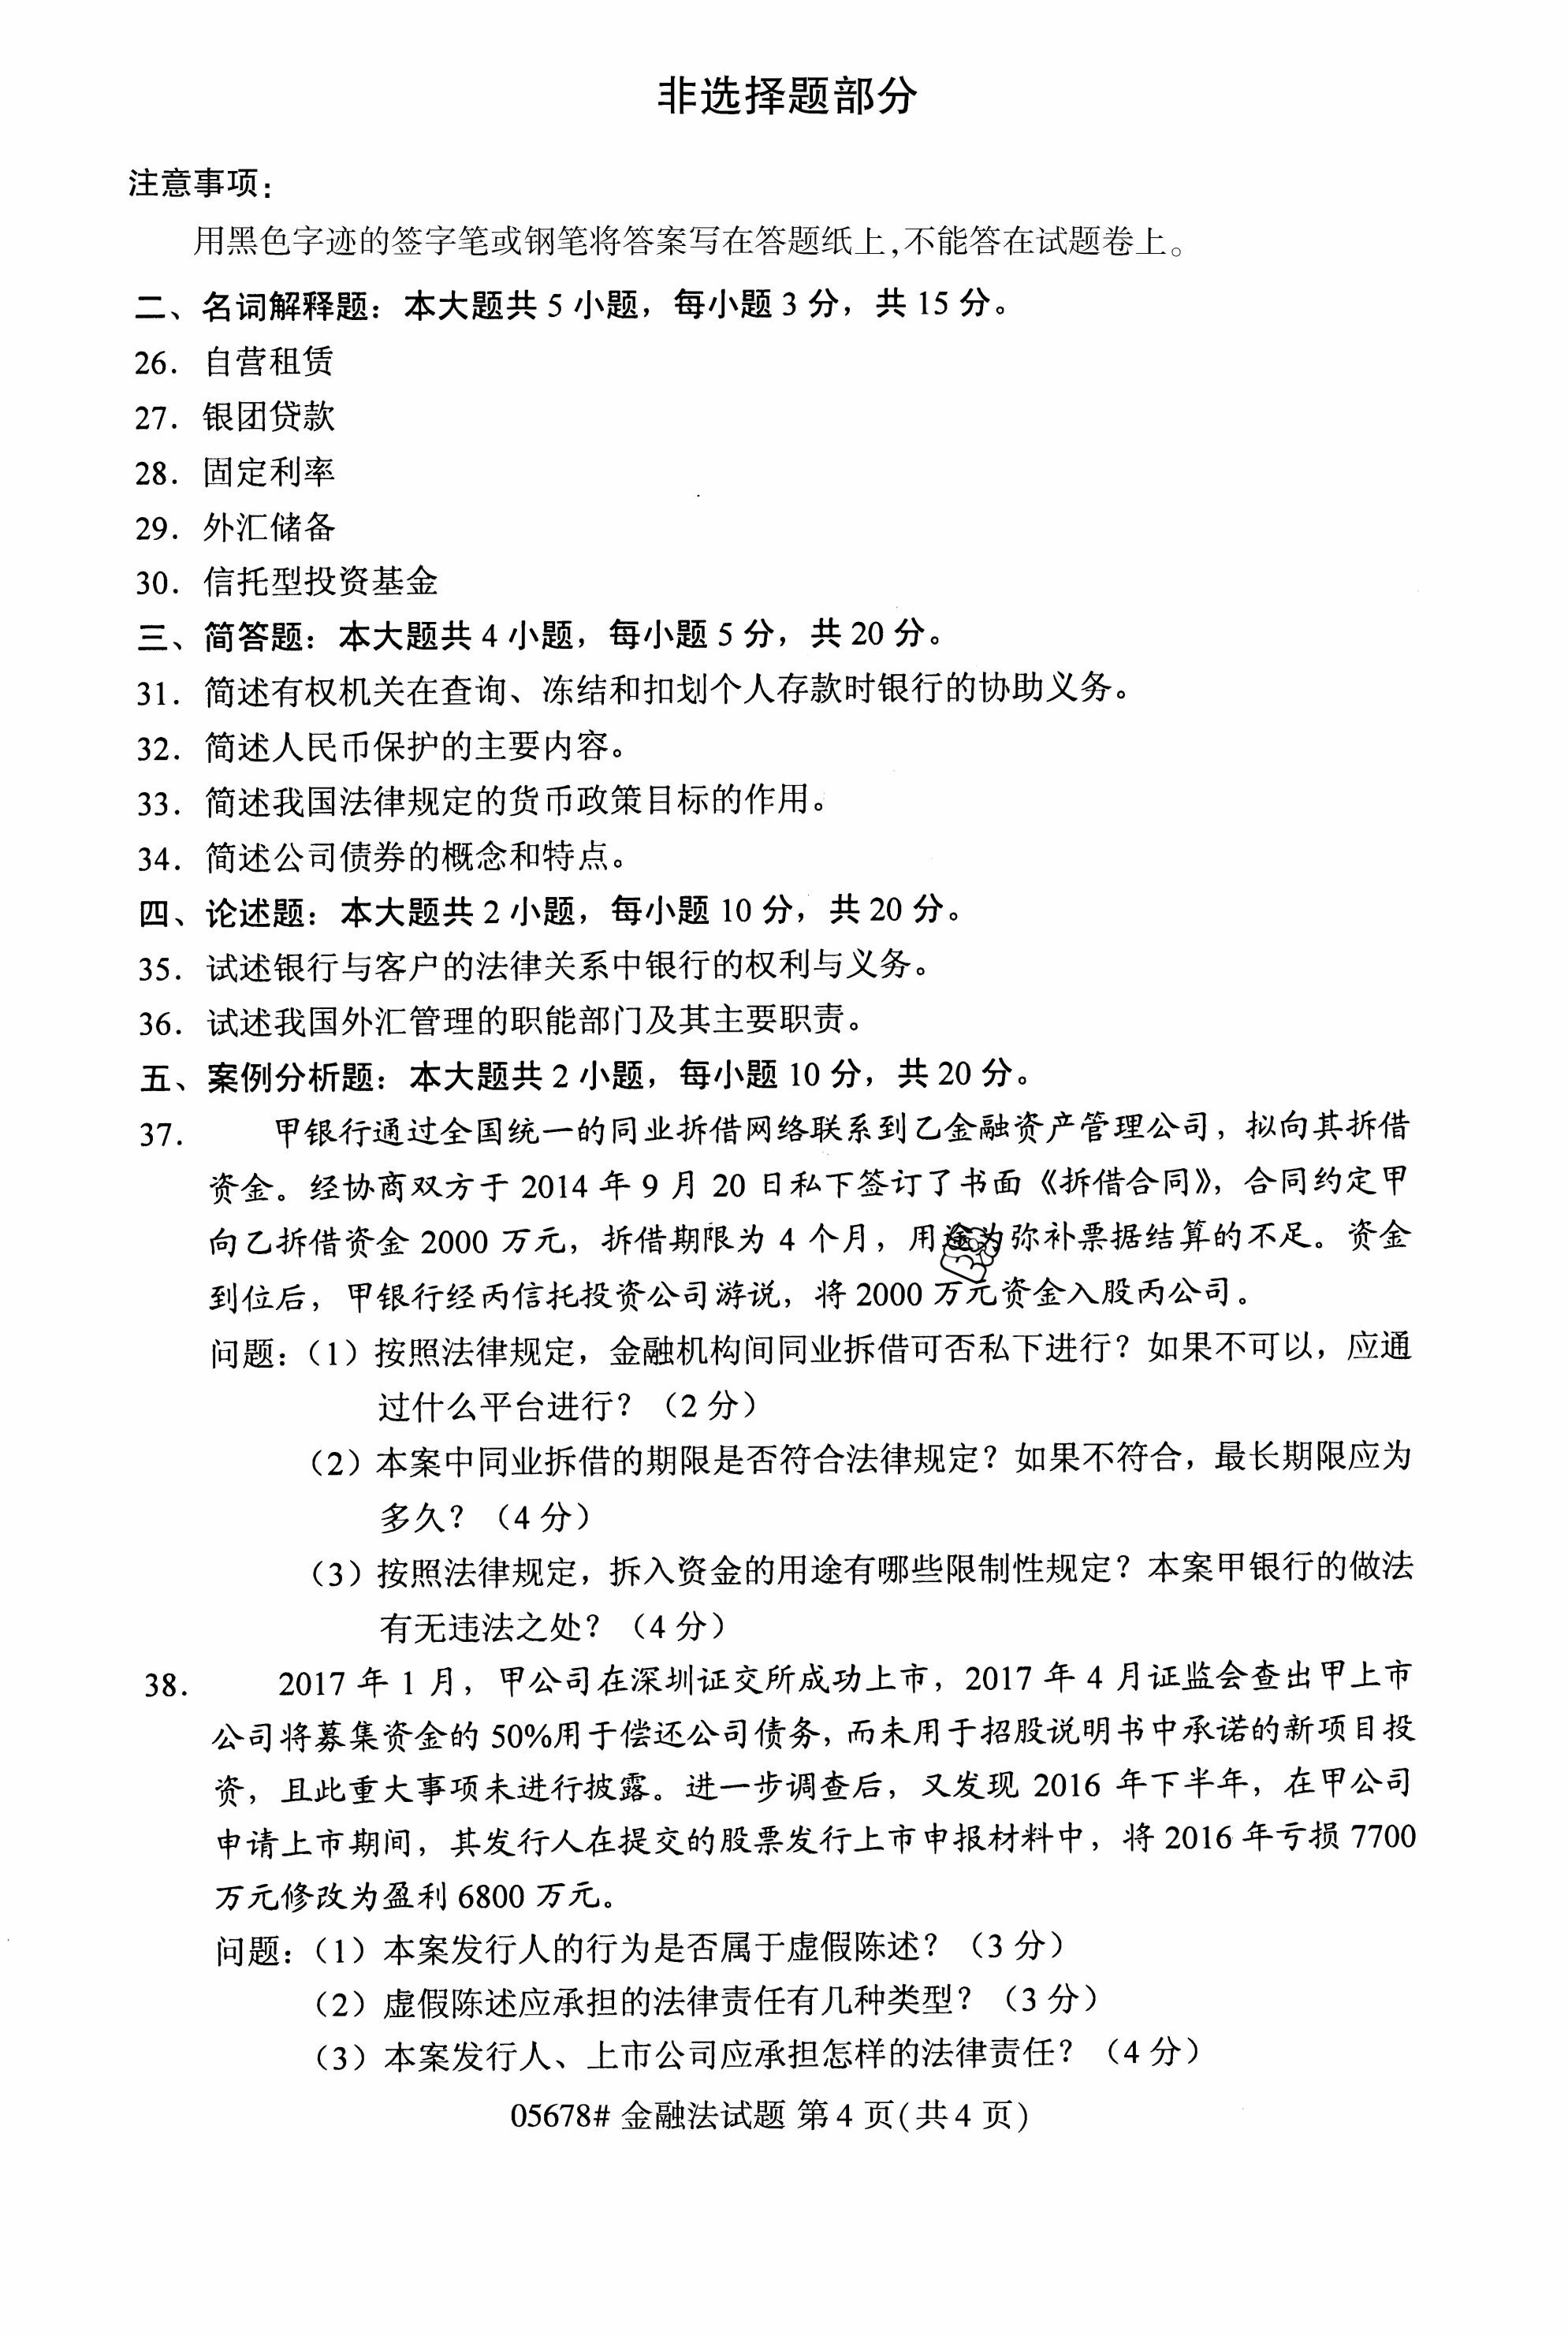 非选择题部分
注意事项：
用黑色字迹的签字笔或钢笔将答案写在答题纸上,不能答在试题卷上。
二、名词解释题：本大题共 5 小题，每小题 3 分，共 15 分。
26．自营租赁
27．银团贷款
28．固定利率
29．外汇储备
30．信托型投资基金
三、简答题：本大题共 4 小题，每小题 5 分，共 20 分。
31．简述有权机关在查询、冻结和扣划个人存款时银行的协助义务。
32．简述人民币保护的主要内容。
33．简述我国法律规定的货币政策目标的作用。
34．简述公司债券的概念和特点。
四、论述题：本大题共 2 小题，每小题 10 分，共 20 分。
35．试述银行与客户的法律关系中银行的权利与义务。
36．试述我国外汇管理的职能部门及其主要职责。
五、案例分析题：本大题共 2 小题，每小题 10 分，共 20 分。
37． 甲银行通过全国统一的同业拆借网络联系到乙金融资产管理公司，拟向其拆借
资金。经协商双方于 2014 年 9 月 20 日私下签订了书面《拆借合同》，合同约定甲
向乙拆借资金 2000 万元，拆借期限为 4 个月，用途为弥补票据结算的不足。资金
到位后，甲银行经丙信托投资公司游说，将 2000 万元资金入股丙公司。
问题：（1）按照法律规定，金融机构间同业拆借可否私下进行？如果不可以，应通
过什么平台进行？（2 分）
（2）本案中同业拆借的期限是否符合法律规定？如果不符合，最长期限应为
多久？（4 分）
（3）按照法律规定，拆入资金的用途有哪些限制性规定？本案甲银行的做法
有无违法之处？（4 分）
38． 2017 年 1 月，甲公司在深圳证交所成功上市，2017 年 4 月证监会查出甲上市
公司将募集资金的 50%用于偿还公司债务，而未用于招股说明书中承诺的新项目投
资，且此重大事项未进行披露。进一步调查后，又发现 2016 年下半年，在甲公司
申请上市期间，其发行人在提交的股票发行上市申报材料中，将 2016 年亏损 7700
万元修改为盈利 6800 万元。
问题：（1）本案发行人的行为是否属于虚假陈述？（3 分）
（2）虚假陈述应承担的法律责任有几种类型？（3 分）
（3）本案发行人、上市公司应承担怎样的法律责任？（4 分）
05678# 金融法试题 第 4 页(共 4 页)